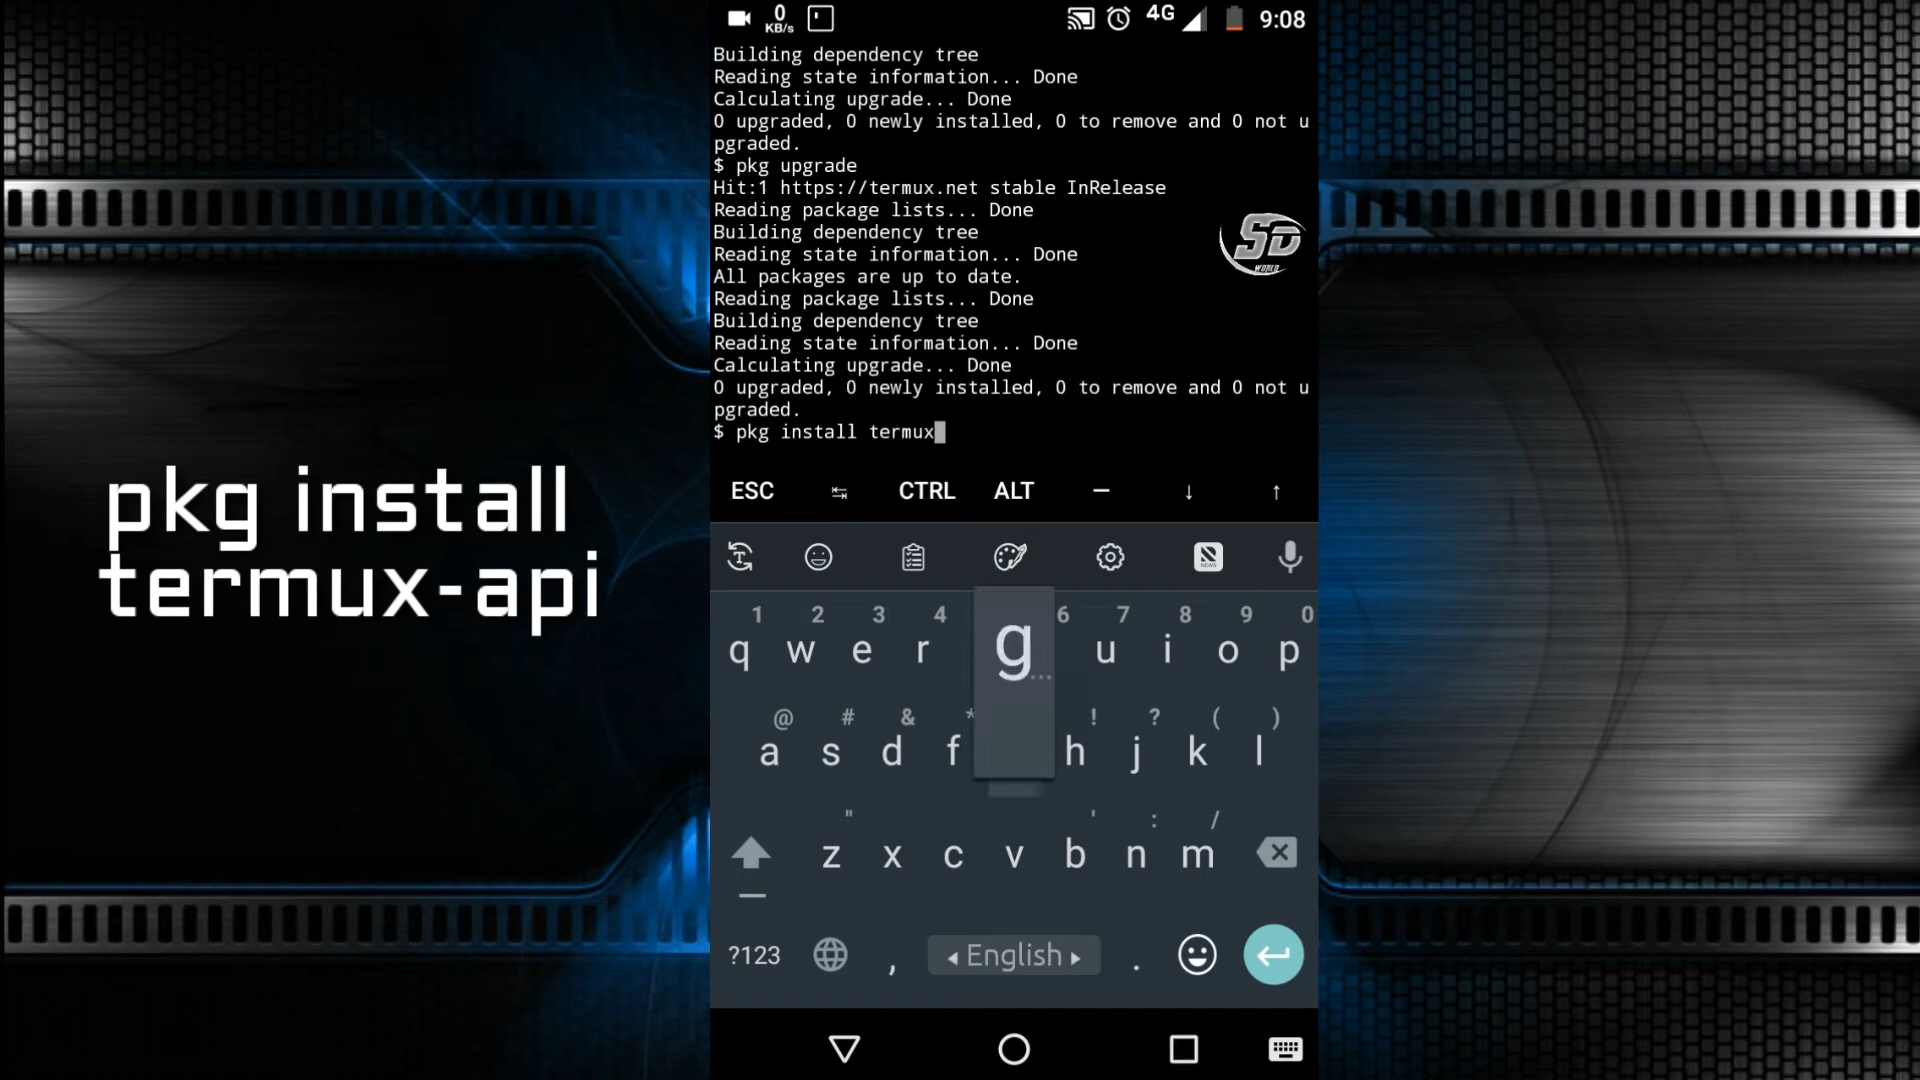 0
KB/s
4G
9:08
Building dependency tree
Reading state information... Done
Calculating upgrade... Done
0 upgraded, 0 newly installed, 0 to remove and 0 not u
pgraded.
$ pkg upgrade
Hit:1 https://termux.net stable InRelease
Reading package lists... Done
Building dependency tree
Reading state information... Done
All packages are up to date.
Reading package lists... Done
Building dependency tree
Reading state information... Done
Calculating upgrade... Done
0 upgraded, 0 newly installed, 0 to remove and 0 not u
pgraded.
$ pkg install termux
SD
WORLD
pkg install
termux-api
ESC ⇆ CTRL ALT – ↓ ↑
NEWS
1 2 3 4 6 7 8 9 0
q w e r g... u i o p
@ # & * ! ? ( )
a s d f h j k l
" ' : /
z x c v b n m
?123 , ◂ English ▸ .